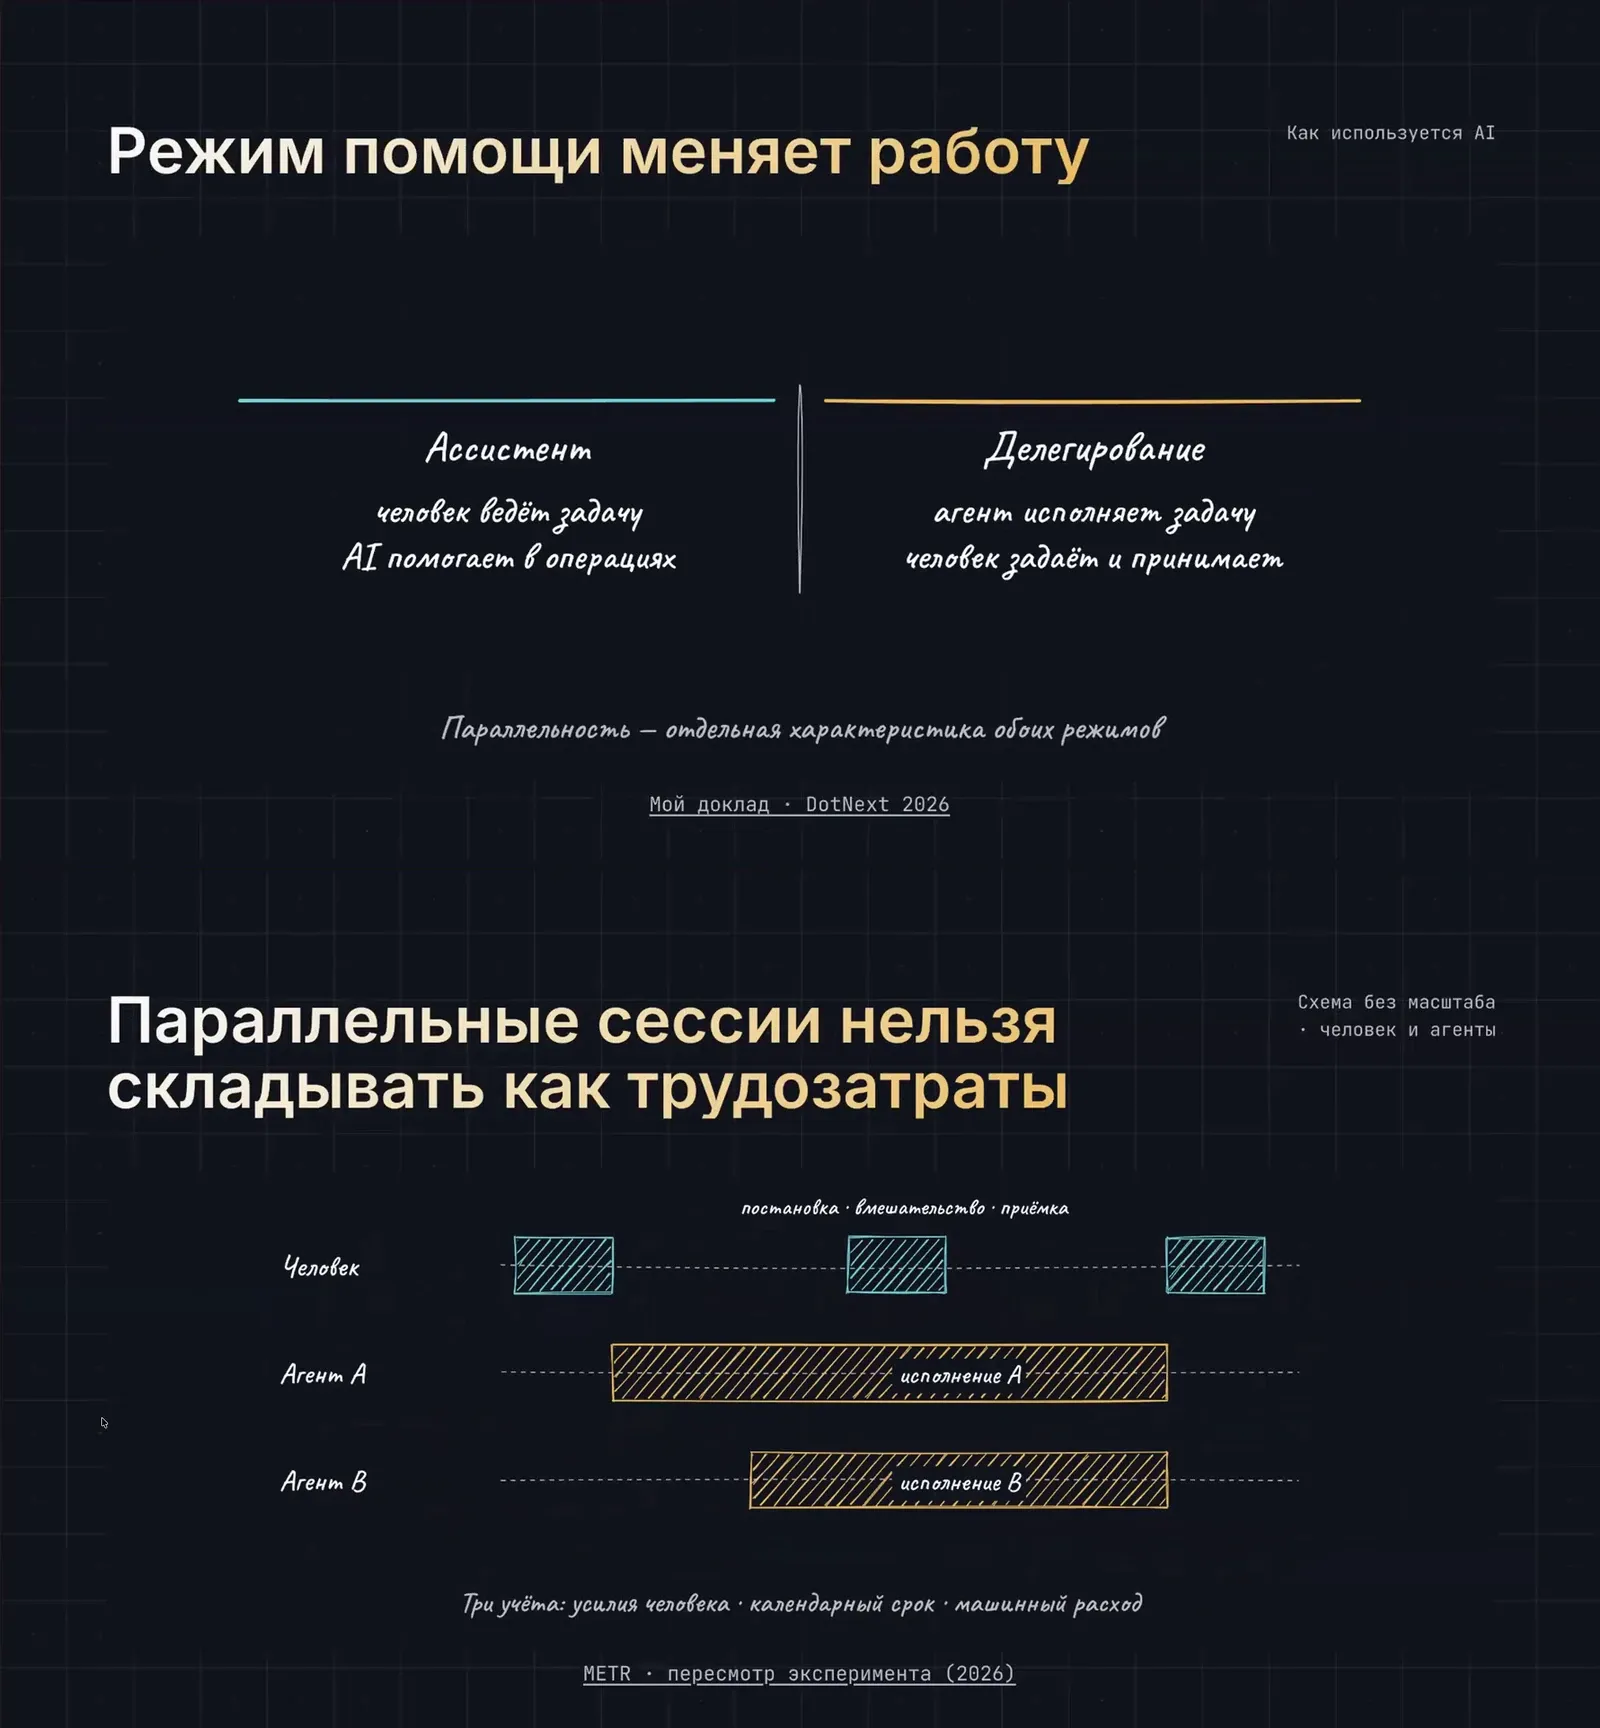 Режим помощи меняет работу
Как используется AI
Ассистент
человек ведёт задачу
AI помогает в операциях
Делегирование
агент исполняет задачу
человек задаёт и принимает
Параллельность — отдельная характеристика обоих режимов
Мой доклад · DotNext 2026
Параллельные сессии нельзя
складывать как трудозатраты
Схема без масштаба
· человек и агенты
постановка · вмешательство · приёмка
Человек
Агент A
исполнение A
Агент B
исполнение B
Три учёта: усилия человека · календарный срок · машинный расход
METR · пересмотр эксперимента (2026)